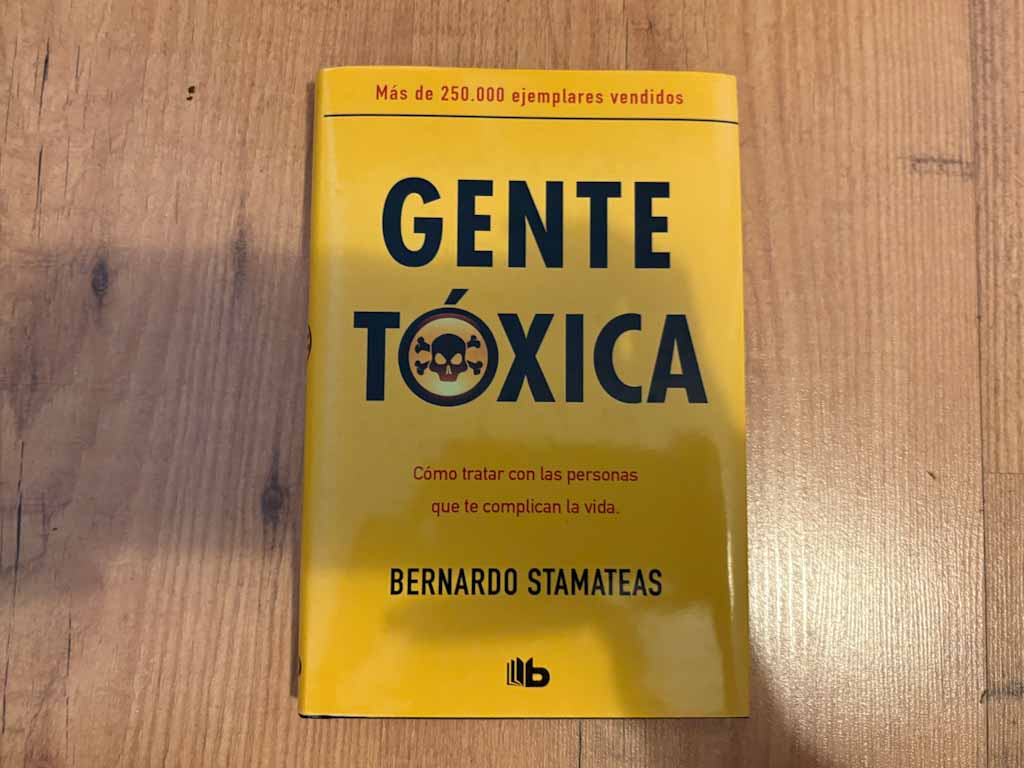 Más de 250.000 ejemplares vendidos
GENTE
TÓXICA
Cómo tratar con las personas
que te complican la vida.
BERNARDO STAMATEAS
b